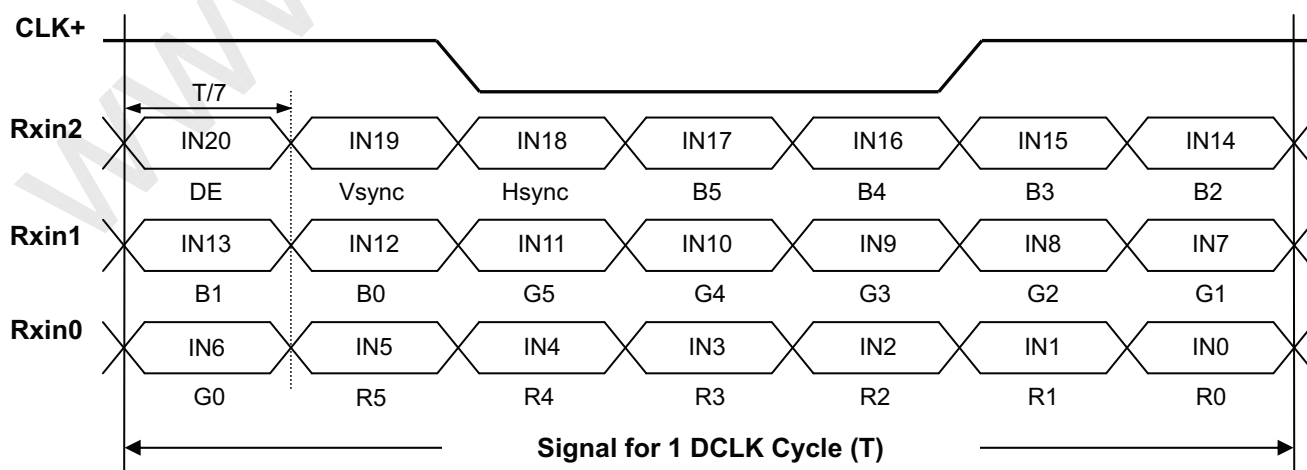 CLK+
T/7
Rxin2 IN20 IN19 IN18 IN17 IN16 IN15 IN14
DE Vsync Hsync B5 B4 B3 B2
Rxin1 IN13 IN12 IN11 IN10 IN9 IN8 IN7
B1 B0 G5 G4 G3 G2 G1
Rxin0 IN6 IN5 IN4 IN3 IN2 IN1 IN0
G0 R5 R4 R3 R2 R1 R0
Signal for 1 DCLK Cycle (T)